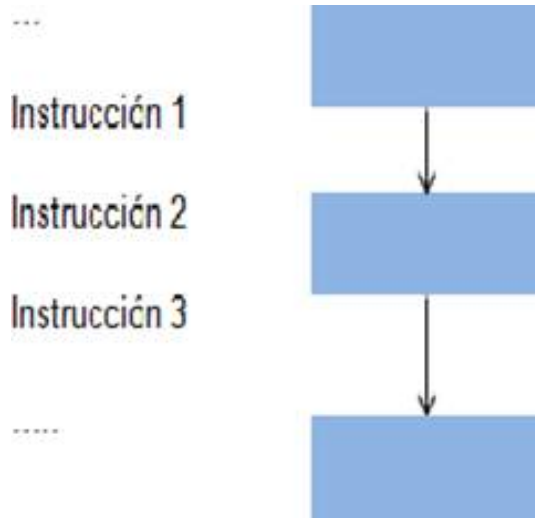 ...
Instrucción 1
Instrucción 2
Instrucción 3
.....